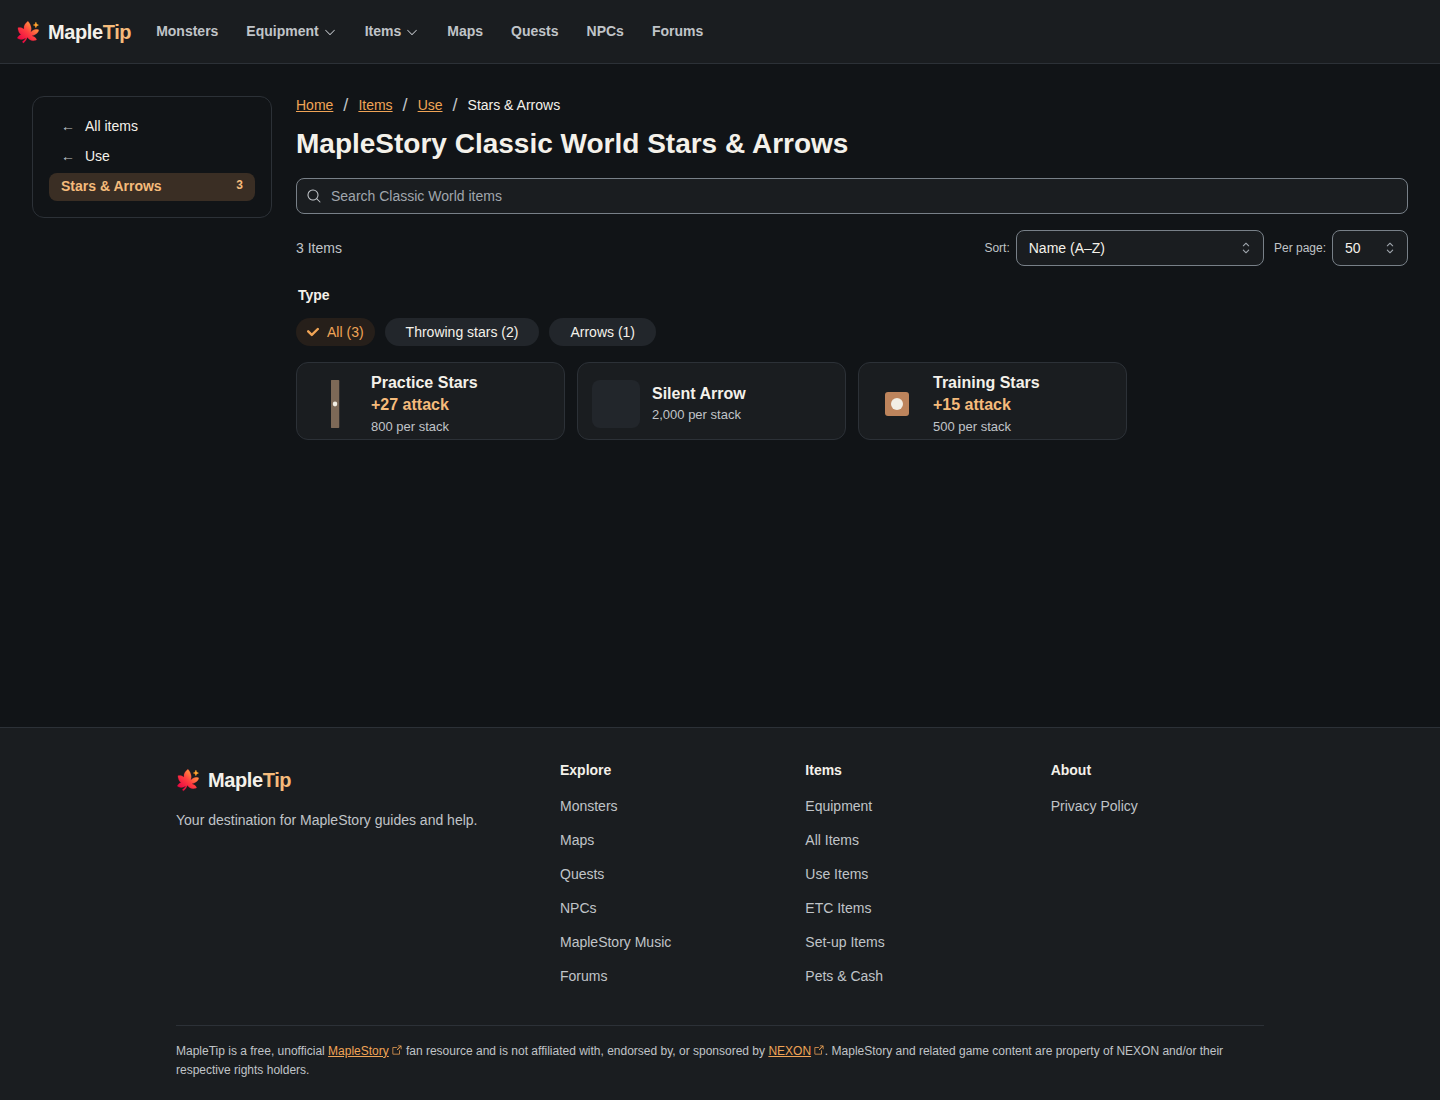 MapleTip Monsters Equipment Items Maps Quests NPCs Forums
← All items
← Use
Stars & Arrows 3
Home / Items / Use / Stars & Arrows
MapleStory Classic World Stars & Arrows
Search Classic World items
3 Items Sort: Name (A–Z) Per page: 50
Type
All (3) Throwing stars (2) Arrows (1)
Practice Stars
+27 attack
800 per stack
Silent Arrow
2,000 per stack
Training Stars
+15 attack
500 per stack
MapleTip
Your destination for MapleStory guides and help.
Explore
Monsters
Maps
Quests
NPCs
MapleStory Music
Forums
Items
Equipment
All Items
Use Items
ETC Items
Set-up Items
Pets & Cash
About
Privacy Policy
MapleTip is a free, unofficial MapleStory fan resource and is not affiliated with, endorsed by, or sponsored by NEXON. MapleStory and related game content are property of NEXON and/or their
respective rights holders.